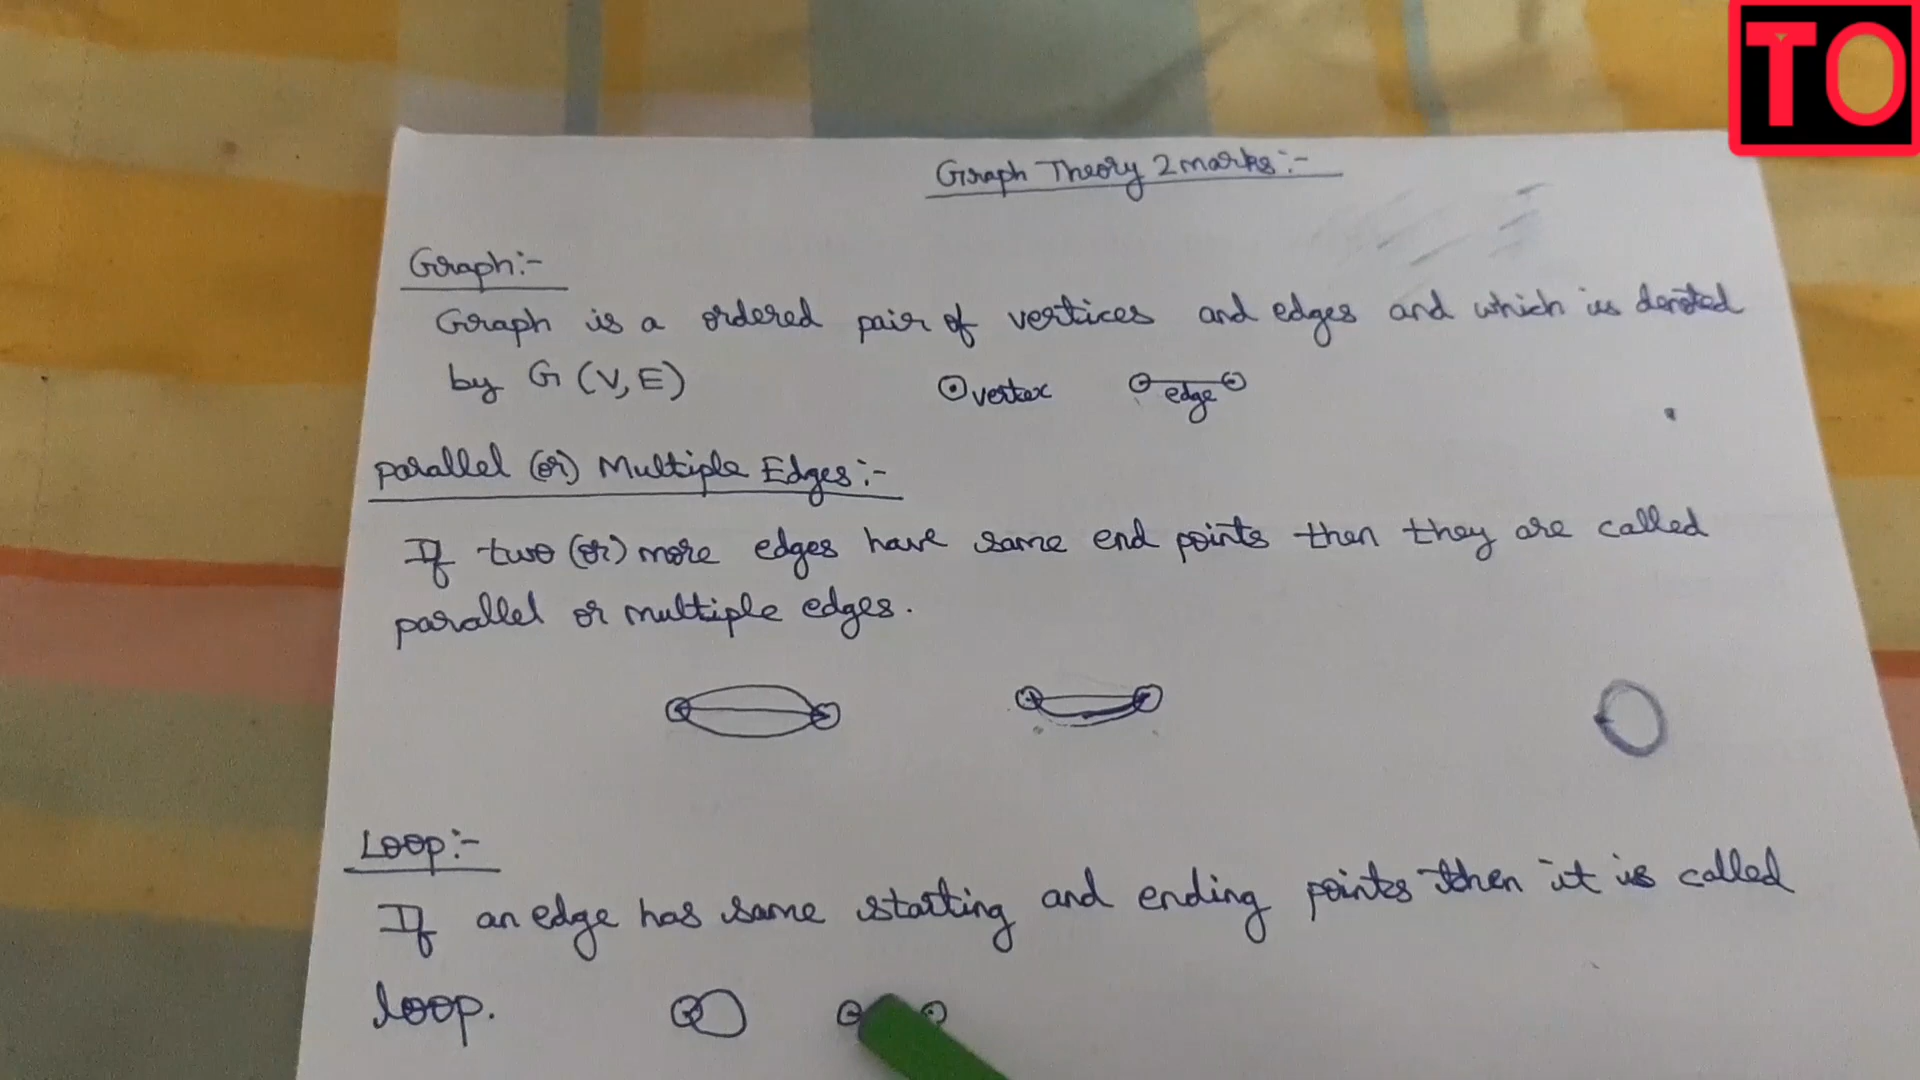 TO
Graph Theory 2 marks:-
Graph:-
Graph is a ordered pair of vertices and edges and which is denoted
by G (V, E)
vertex
edge
parallel (or) Multiple Edges:-
If two (or) more edges have same end points then they are called
parallel or multiple edges.
Loop:-
If an edge has same starting and ending points then it is called
loop.